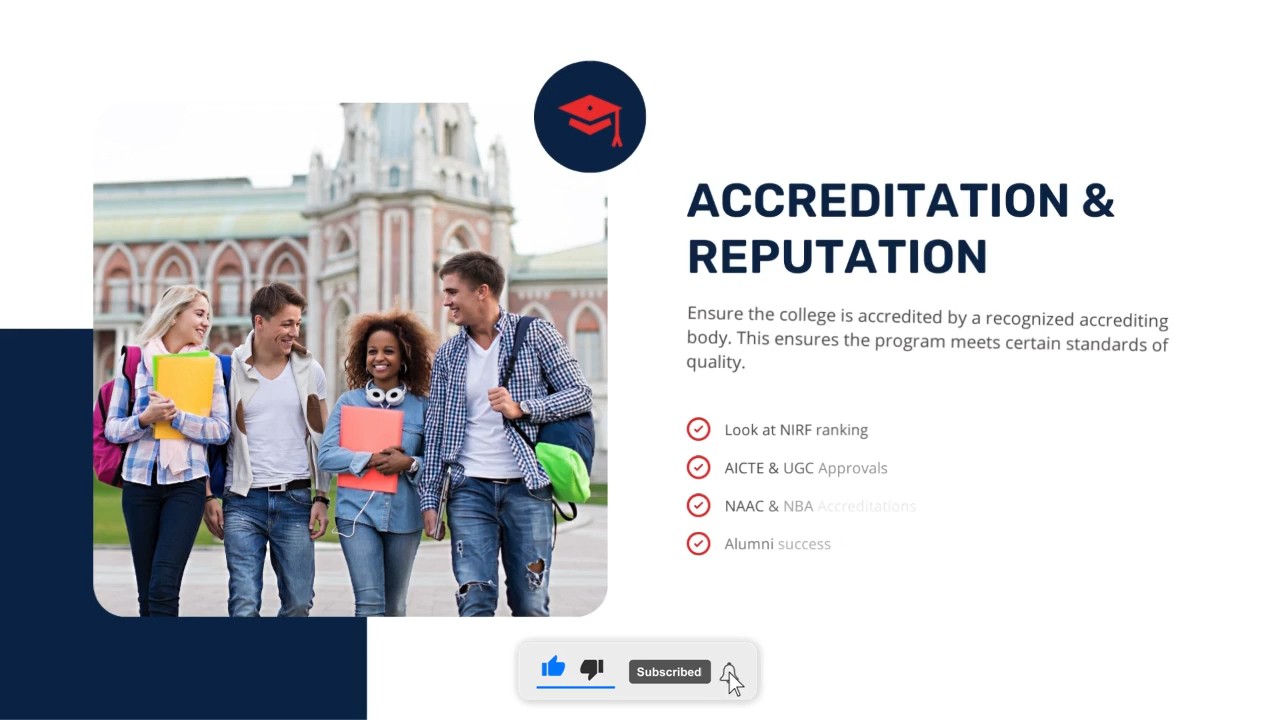 ACCREDITATION &
REPUTATION
Ensure the college is accredited by a recognized accrediting
body. This ensures the program meets certain standards of
quality.
Look at NIRF ranking
AICTE & UGC Approvals
NAAC & NBA Accreditations
Alumni success
Subscribed